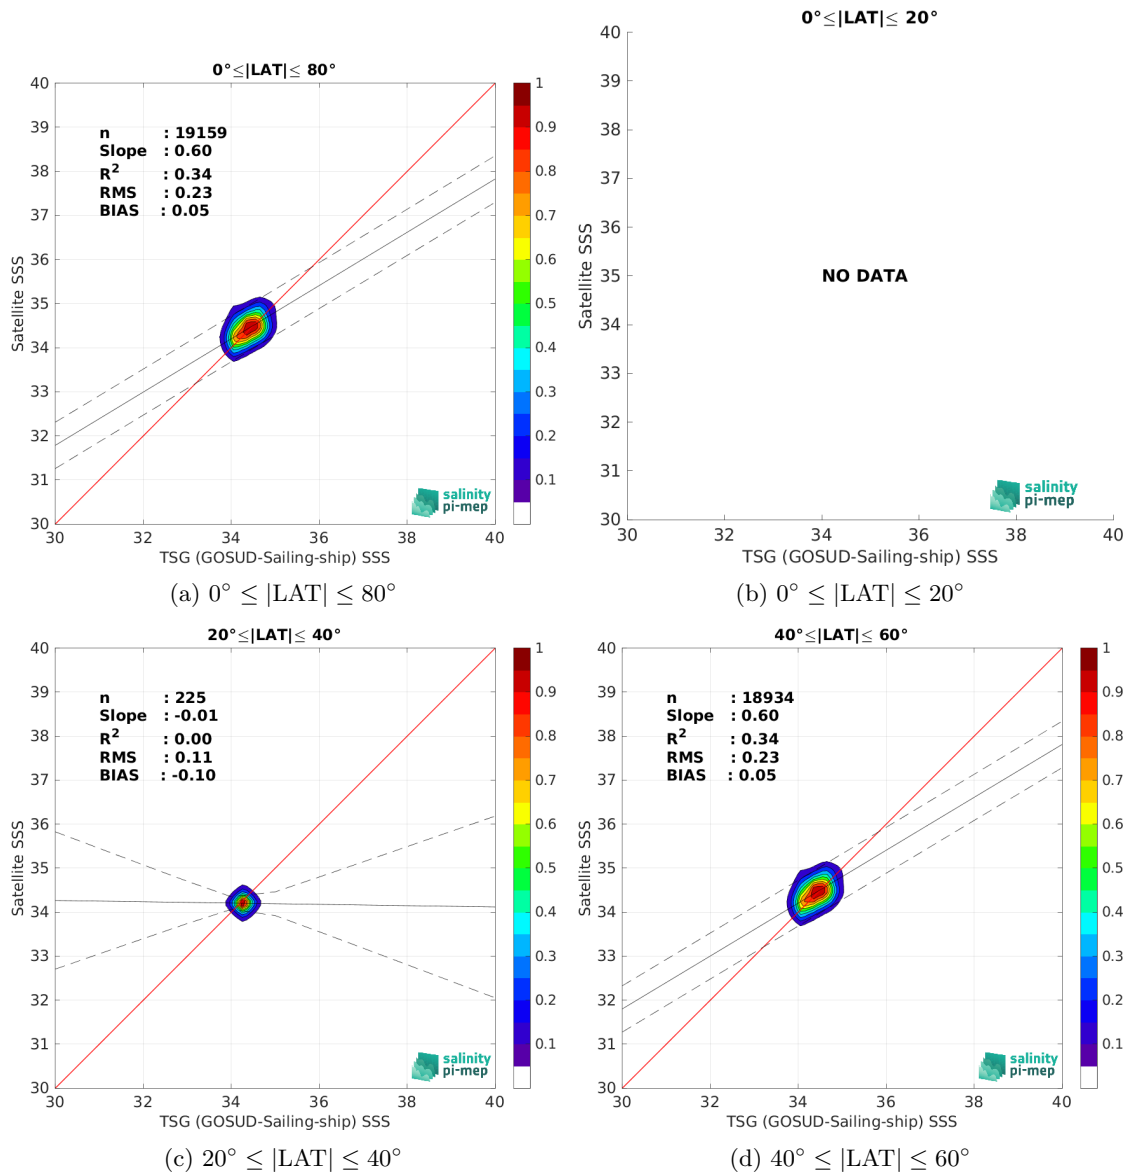 0°≤|LAT|≤ 80°
40
39
38
37
36
35
34
33
32
31
30
Satellite SSS
n : 19159
Slope : 0.60
R² : 0.34
RMS : 0.23
BIAS : 0.05
salinity
pi-mep
30 32 34 36 38 40
TSG (GOSUD-Sailing-ship) SSS
1
0.9
0.8
0.7
0.6
0.5
0.4
0.3
0.2
0.1
(a) 0° ≤ |LAT| ≤ 80°
0°≤|LAT|≤ 20°
40
39
38
37
36
35
34
33
32
31
30
Satellite SSS
NO DATA
salinity
pi-mep
30 32 34 36 38 40
TSG (GOSUD-Sailing-ship) SSS
(b) 0° ≤ |LAT| ≤ 20°
20°≤|LAT|≤ 40°
40
39
38
37
36
35
34
33
32
31
30
Satellite SSS
n : 225
Slope : -0.01
R² : 0.00
RMS : 0.11
BIAS : -0.10
salinity
pi-mep
30 32 34 36 38 40
TSG (GOSUD-Sailing-ship) SSS
1
0.9
0.8
0.7
0.6
0.5
0.4
0.3
0.2
0.1
(c) 20° ≤ |LAT| ≤ 40°
40°≤|LAT|≤ 60°
40
39
38
37
36
35
34
33
32
31
30
Satellite SSS
n : 18934
Slope : 0.60
R² : 0.34
RMS : 0.23
BIAS : 0.05
salinity
pi-mep
30 32 34 36 38 40
TSG (GOSUD-Sailing-ship) SSS
1
0.9
0.8
0.7
0.6
0.5
0.4
0.3
0.2
0.1
(d) 40° ≤ |LAT| ≤ 60°